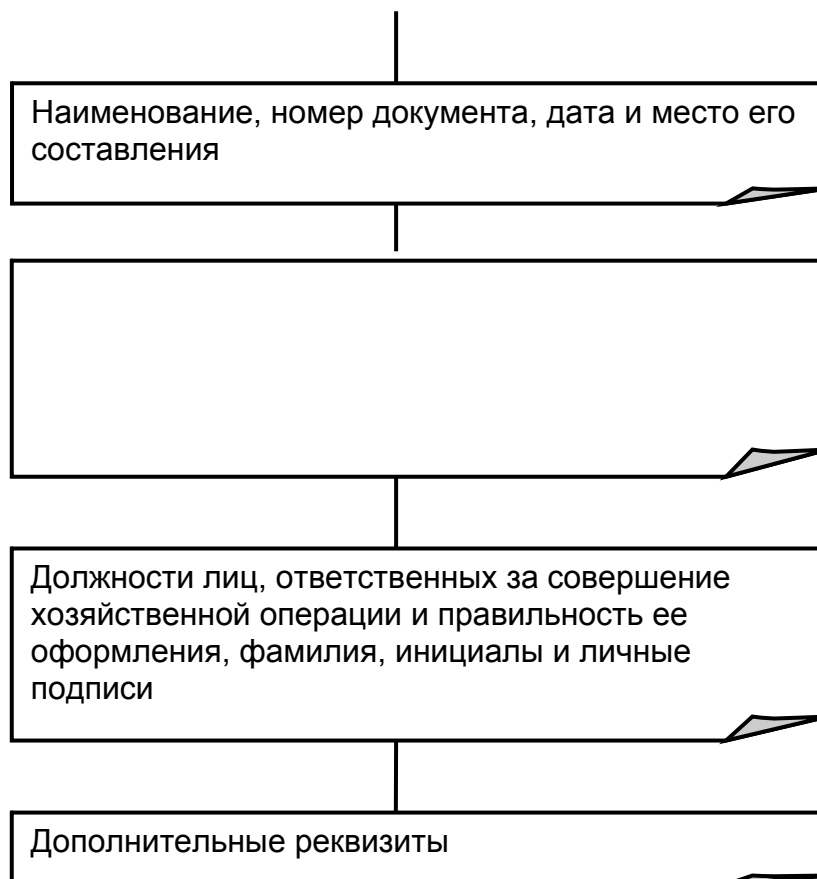 Наименование, номер документа, дата и место его
составления
Должности лиц, ответственных за совершение
хозяйственной операции и правильность ее
оформления, фамилия, инициалы и личные
подписи
Дополнительные реквизиты